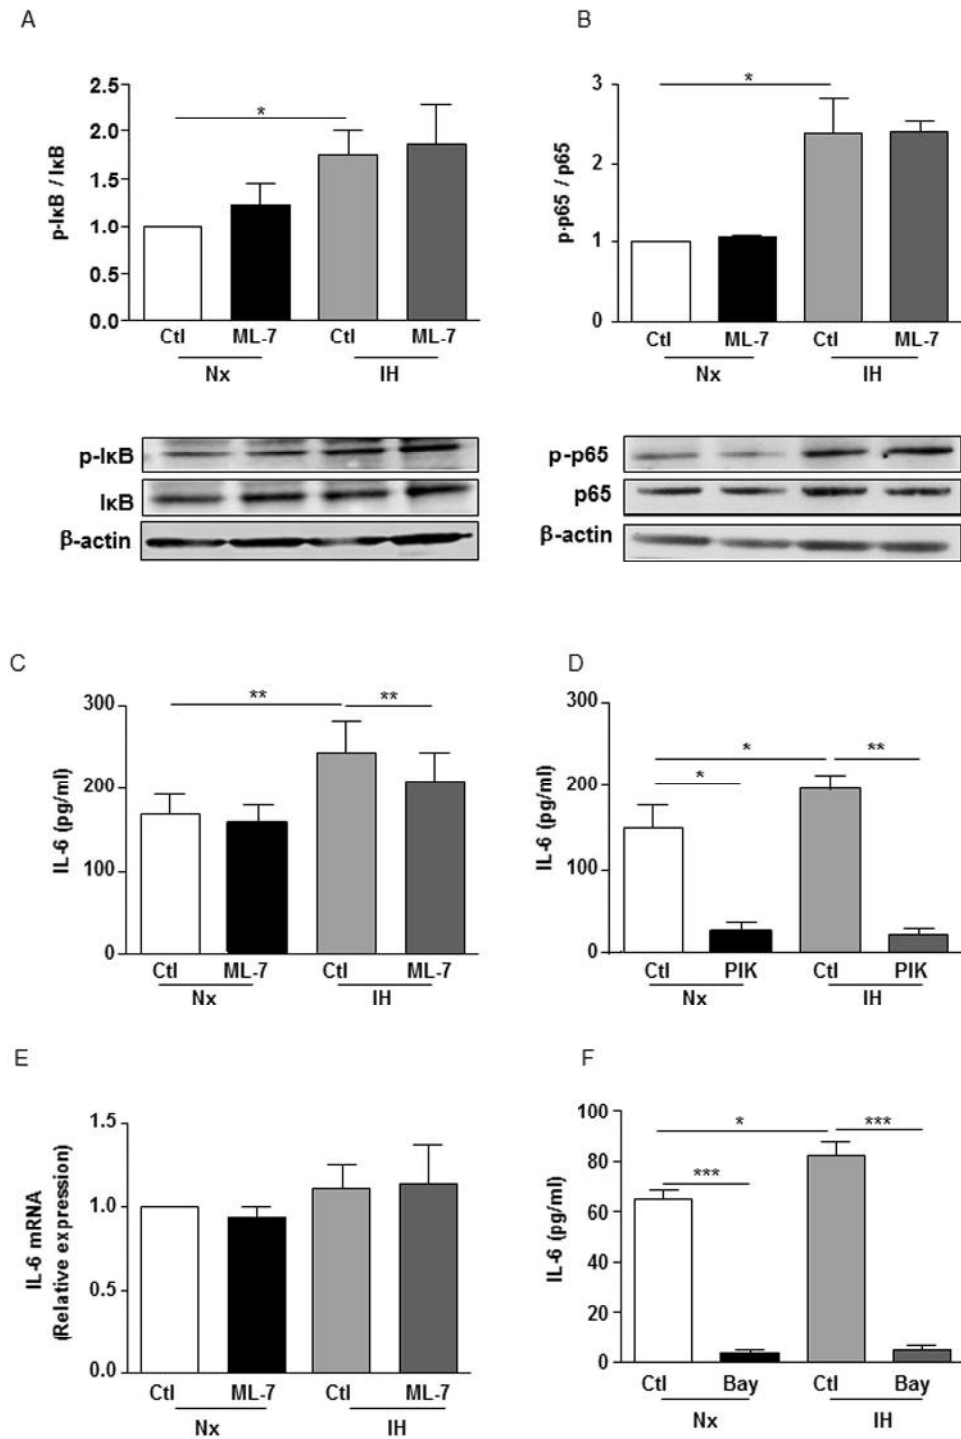 A
p-IκB / IκB
2.5
2.0
1.5
1.0
0.5
0.0
*
Ctl ML-7 Ctl ML-7
Nx IH
p-IκB
IκB
β-actin
B
p-p65 / p65
3
2
1
0
*
Ctl ML-7 Ctl ML-7
Nx IH
p-p65
p65
β-actin
C
IL-6 (pg/ml)
300
200
100
0
** **
Ctl ML-7 Ctl ML-7
Nx IH
D
IL-6 (pg/ml)
300
200
100
0
* **
*
Ctl PIK Ctl PIK
Nx IH
E
IL-6 mRNA
(Relative expression)
1.5
1.0
0.5
0.0
Ctl ML-7 Ctl ML-7
Nx IH
F
IL-6 (pg/ml)
100
80
60
40
20
0
* ***
***
Ctl Bay Ctl Bay
Nx IH